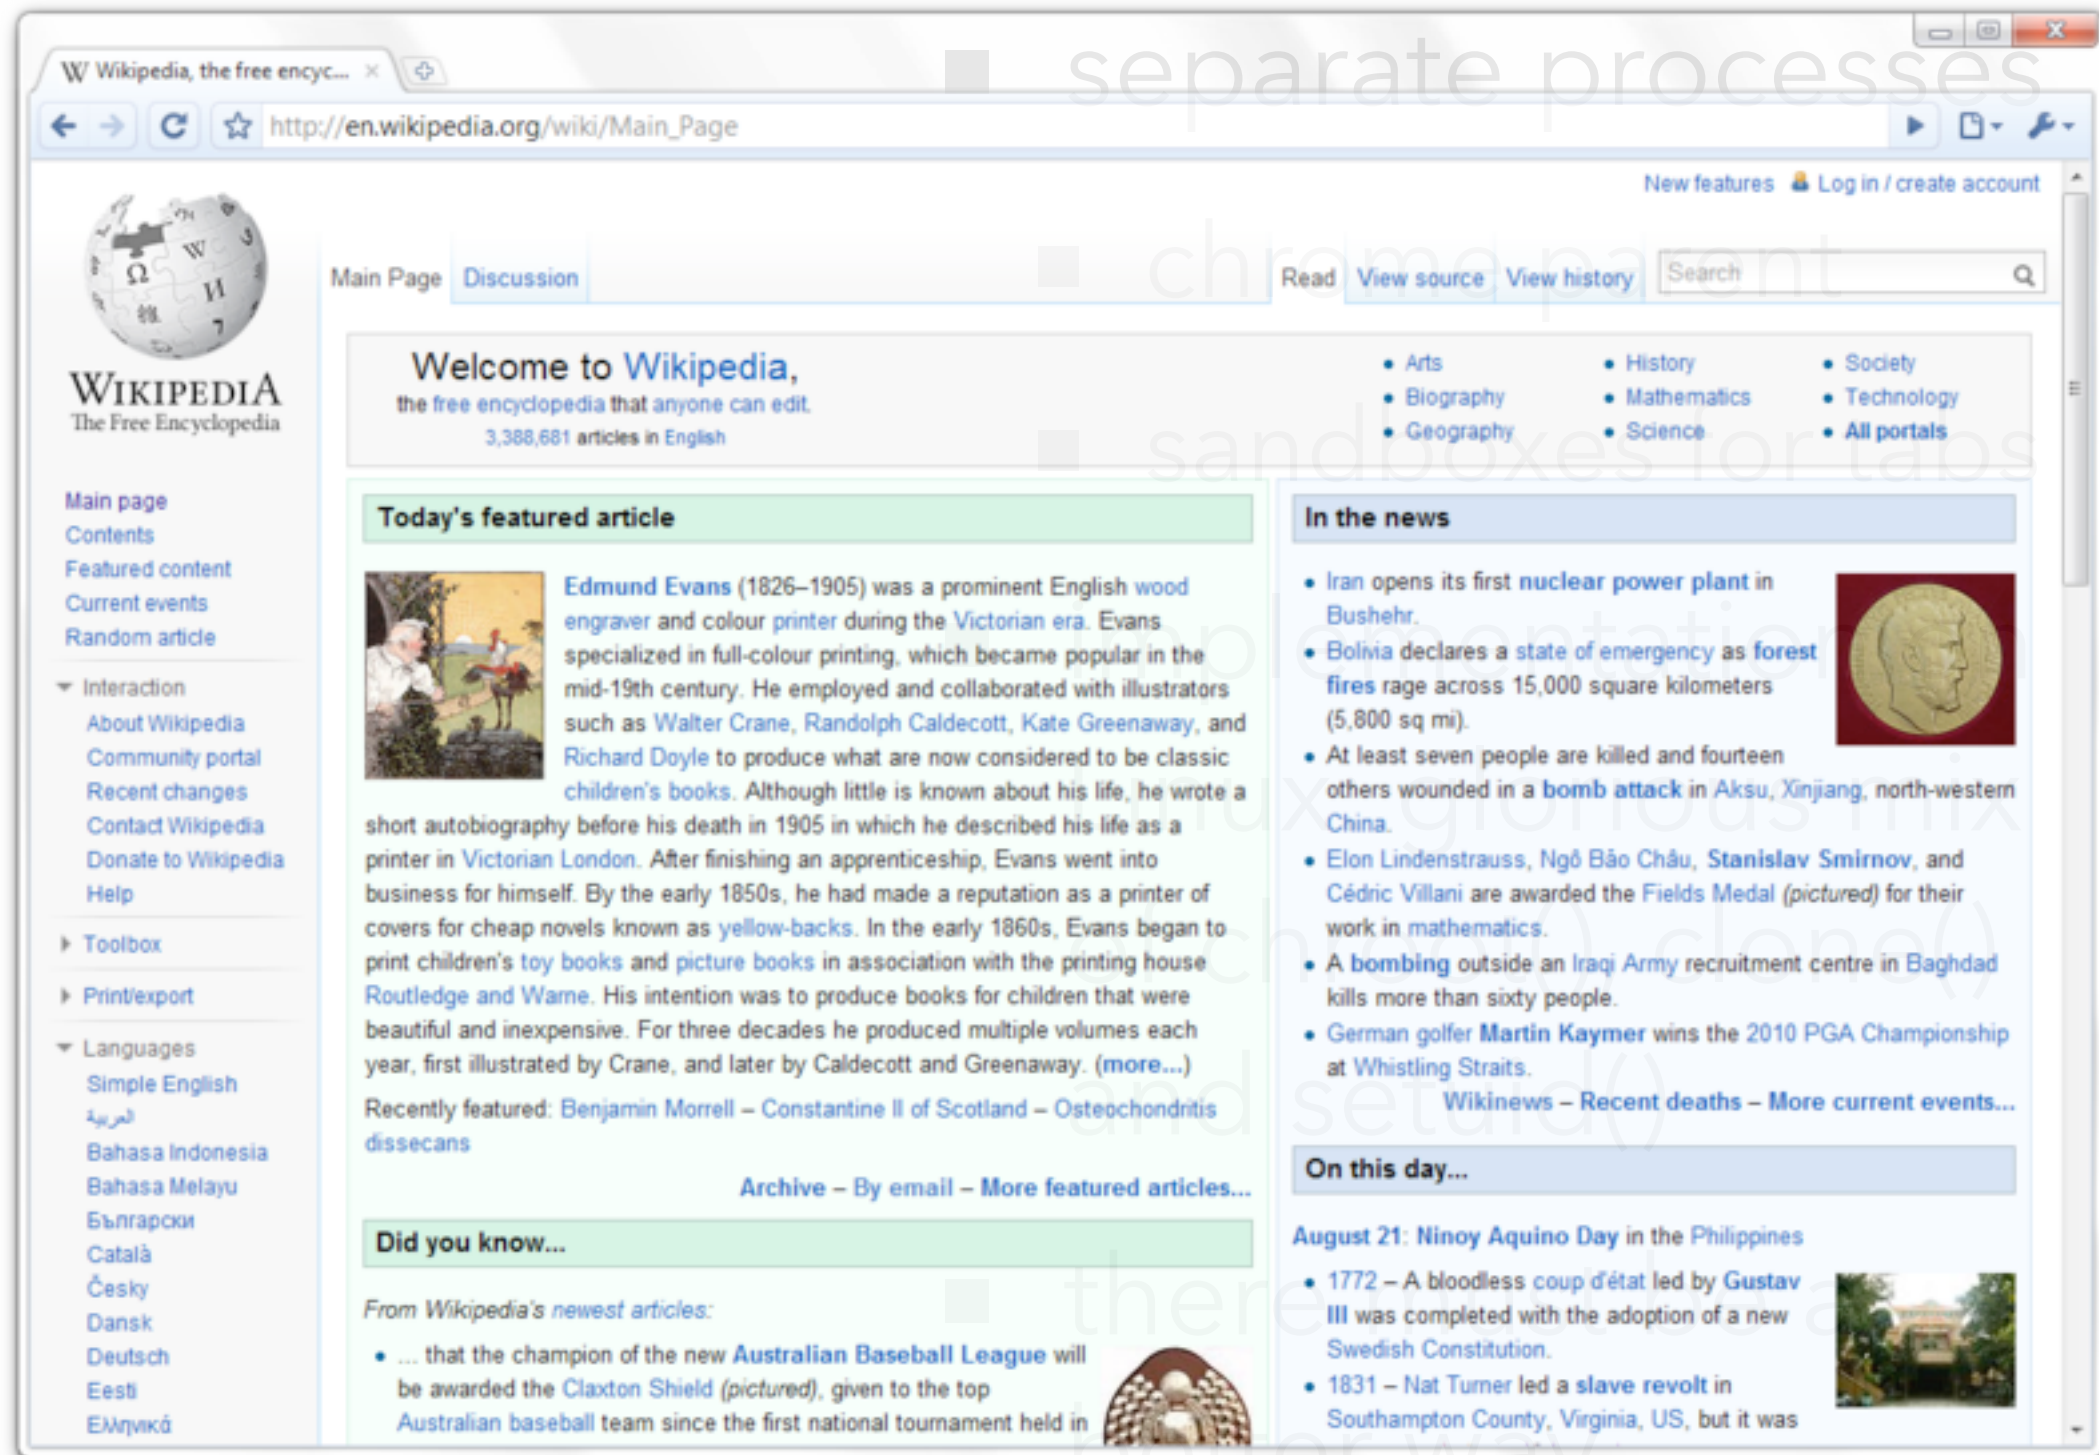 Wikipedia, the free encyc...
http://en.wikipedia.org/wiki/Main_Page
New features Log in / create account
WIKIPEDIA
The Free Encyclopedia
Main Page Discussion Read View source View history Search
Welcome to Wikipedia,
the free encyclopedia that anyone can edit.
3,388,681 articles in English
• Arts
• Biography
• Geography
• History
• Mathematics
• Science
• Society
• Technology
• All portals
Main page
Contents
Featured content
Current events
Random article
Interaction
About Wikipedia
Community portal
Recent changes
Contact Wikipedia
Donate to Wikipedia
Help
Toolbox
Print/export
Languages
Simple English
العربية
Bahasa Indonesia
Bahasa Melayu
Български
Català
Česky
Dansk
Deutsch
Eesti
Ελληνικά
Today's featured article
Edmund Evans (1826–1905) was a prominent English wood
engraver and colour printer during the Victorian era. Evans
specialized in full-colour printing, which became popular in the
mid-19th century. He employed and collaborated with illustrators
such as Walter Crane, Randolph Caldecott, Kate Greenaway, and
Richard Doyle to produce what are now considered to be classic
children's books. Although little is known about his life, he wrote a
short autobiography before his death in 1905 in which he described his life as a
printer in Victorian London. After finishing an apprenticeship, Evans went into
business for himself. By the early 1850s, he had made a reputation as a printer of
covers for cheap novels known as yellow-backs. In the early 1860s, Evans began to
print children's toy books and picture books in association with the printing house
Routledge and Warne. His intention was to produce books for children that were
beautiful and inexpensive. For three decades he produced multiple volumes each
year, first illustrated by Crane, and later by Caldecott and Greenaway. (more...)
Recently featured: Benjamin Morrell – Constantine II of Scotland – Osteochondritis
dissecans
Archive – By email – More featured articles...
Did you know...
From Wikipedia's newest articles:
• ... that the champion of the new Australian Baseball League will
be awarded the Claxton Shield (pictured), given to the top
Australian baseball team since the first national tournament held in
In the news
• Iran opens its first nuclear power plant in
Bushehr.
• Bolivia declares a state of emergency as forest
fires rage across 15,000 square kilometers
(5,800 sq mi).
• At least seven people are killed and fourteen
others wounded in a bomb attack in Aksu, Xinjiang, north-western
China.
• Elon Lindenstrauss, Ngô Bảo Châu, Stanislav Smirnov, and
Cédric Villani are awarded the Fields Medal (pictured) for their
work in mathematics.
• A bombing outside an Iraqi Army recruitment centre in Baghdad
kills more than sixty people.
• German golfer Martin Kaymer wins the 2010 PGA Championship
at Whistling Straits.
Wikinews – Recent deaths – More current events...
On this day...
August 21: Ninoy Aquino Day in the Philippines
• 1772 – A bloodless coup d'état led by Gustav
III was completed with the adoption of a new
Swedish Constitution.
• 1831 – Nat Turner led a slave revolt in
Southampton County, Virginia, US, but it was
separate processes
chrome parent
sandboxes for tabs
implementation in
linux: glorious mix
of chroot() clone()
and setuid()
there must be a